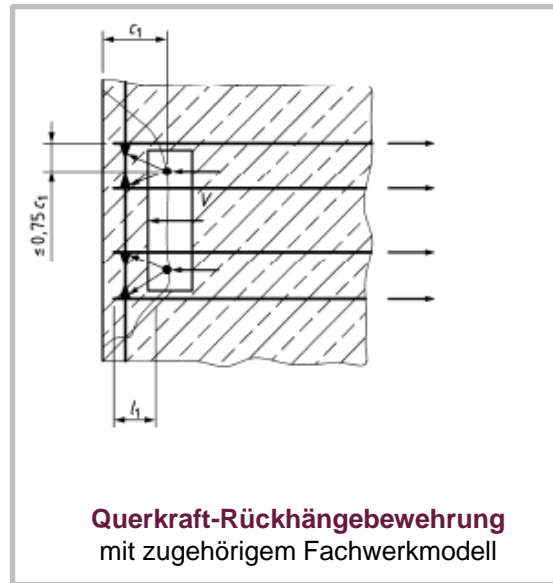 c₁
≤ 0,75 c₁
V
l₁
Querkraft-Rückhängebewehrung
mit zugehörigem Fachwerkmodell